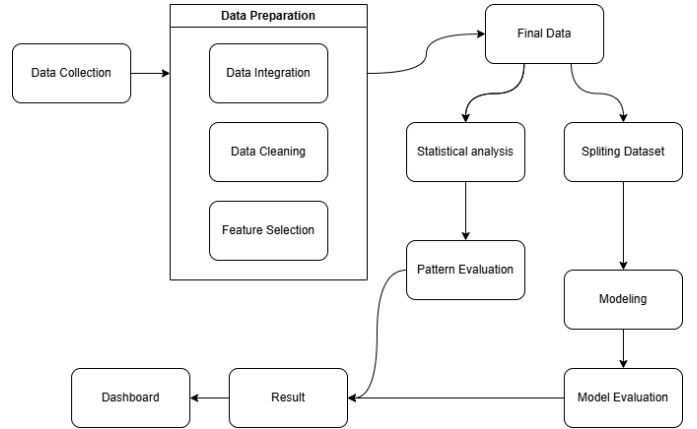 Data Preparation
Final Data
Data Collection
Data Integration
Data Cleaning
Statistical analysis
Spliting Dataset
Feature Selection
Pattern Evaluation
Modeling
Dashboard
Result
Model Evaluation